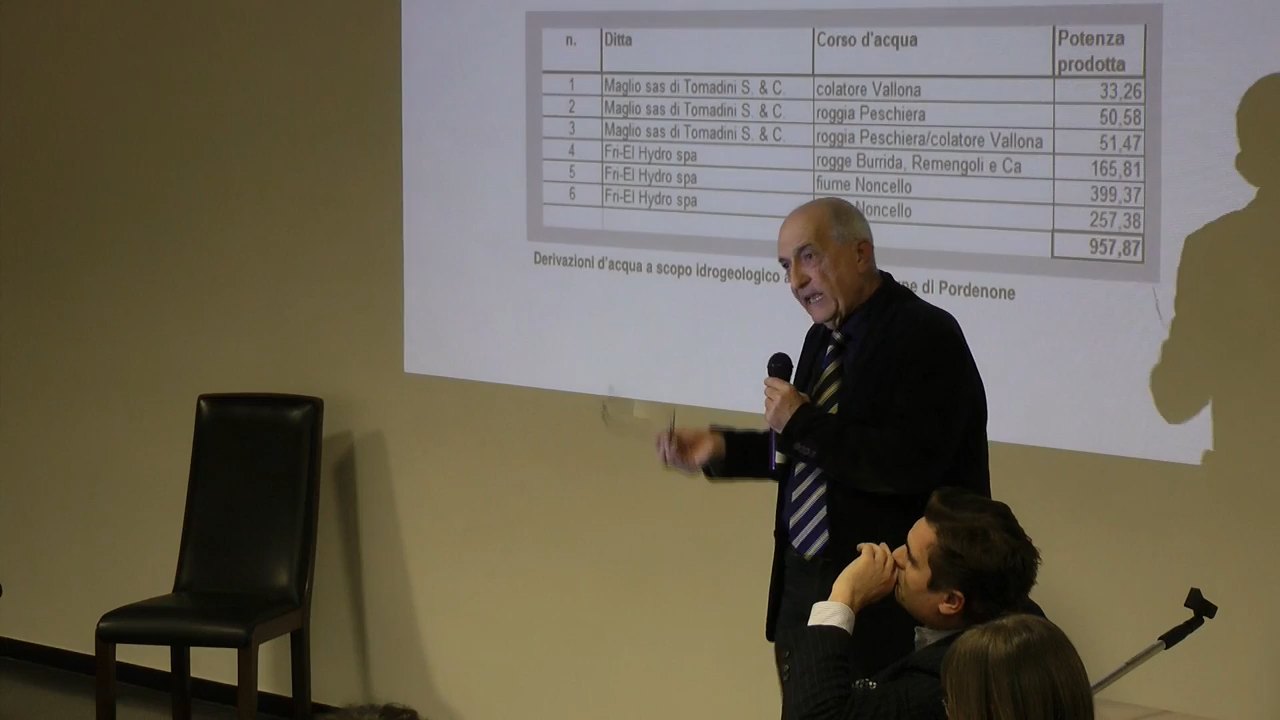 n. Ditta Corso d'acqua Potenza prodotta
1 Maglio sas di Tomadini S. & C. colatore Vallona 33,26
2 Maglio sas di Tomadini S. & C. roggia Peschiera 50,58
3 Maglio sas di Tomadini S. & C. roggia Peschiera/colatore Vallona 51,47
4 Fri-El Hydro spa rogge Burrida, Remengoli e Ca 165,81
5 Fri-El Hydro spa fiume Noncello 399,37
6 Fri-El Hydro spa Noncello 257,38
957,87
Derivazioni d'acqua a scopo idrogeologico di Pordenone